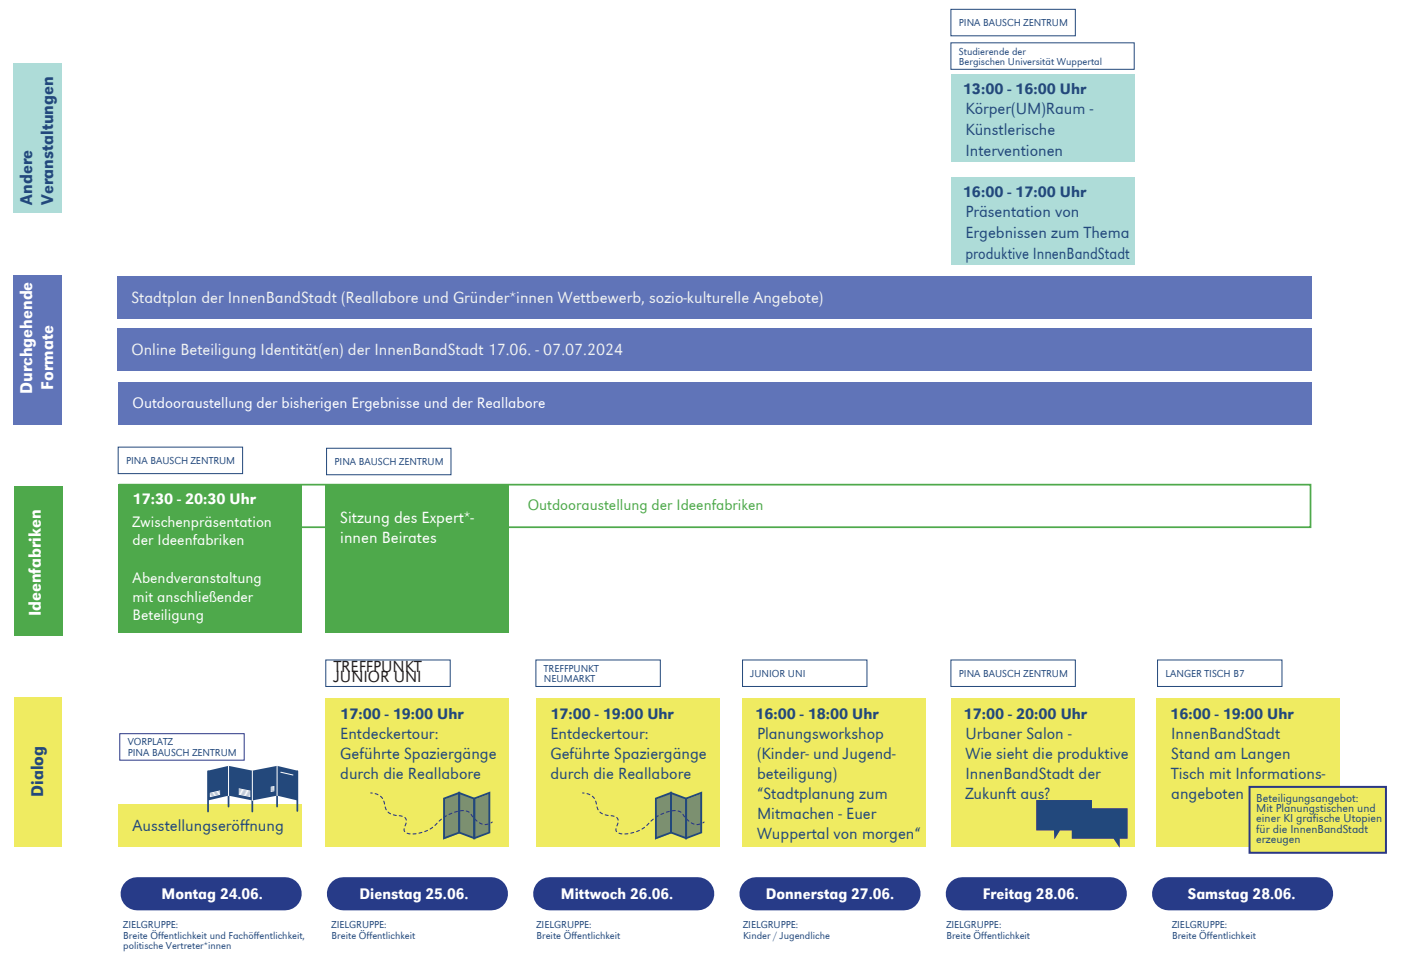 PINA BAUSCH ZENTRUM
Studierende der
Bergischen Universität Wuppertal
Andere
Veranstaltungen
13:00 - 16:00 Uhr
Körper(UM)Raum -
Künstlerische
Interventionen
16:00 - 17:00 Uhr
Präsentation von
Ergebnissen zum Thema
produktive InnenBandStadt
Durchgehende
Formate
Stadtplan der InnenBandStadt (Reallabore und Gründer*innen Wettbewerb, sozio-kulturelle Angebote)
Online Beteiligung Identität(en) der InnenBandStadt 17.06. - 07.07.2024
Outdooraustellung der bisherigen Ergebnisse und der Reallabore
Ideenfabriken
PINA BAUSCH ZENTRUM
17:30 - 20:30 Uhr
Zwischenpräsentation
der Ideenfabriken
Abendveranstaltung
mit anschließender
Beteiligung
PINA BAUSCH ZENTRUM
Sitzung des Expert*-
innen Beirates
Outdooraustellung der Ideenfabriken
Dialog
VORPLATZ
PINA BAUSCH ZENTRUM
Ausstellungseröffnung
TREFFPUNKT
JUNIOR UNI
17:00 - 19:00 Uhr
Entdeckertour:
Geführte Spaziergänge
durch die Reallabore
TREFFPUNKT
NEUMARKT
17:00 - 19:00 Uhr
Entdeckertour:
Geführte Spaziergänge
durch die Reallabore
JUNIOR UNI
16:00 - 18:00 Uhr
Planungsworkshop
(Kinder- und Jugend-
beteiligung)
“Stadtplanung zum
Mitmachen - Euer
Wuppertal von morgen“
PINA BAUSCH ZENTRUM
17:00 - 20:00 Uhr
Urbaner Salon -
Wie sieht die produktive
InnenBandStadt der
Zukunft aus?
LANGER TISCH B7
16:00 - 19:00 Uhr
InnenBandStadt
Stand am Langen
Tisch mit Informations-
angeboten
Beteiligungsangebot:
Mit Planungstischen und
einer KI grafische Utopien
für die InnenBandStadt
erzeugen
Montag 24.06.
Dienstag 25.06.
Mittwoch 26.06.
Donnerstag 27.06.
Freitag 28.06.
Samstag 28.06.
ZIELGRUPPE:
Breite Öffentlichkeit und Fachöffentlichkeit,
politische Vertreter*innen
ZIELGRUPPE:
Breite Öffentlichkeit
ZIELGRUPPE:
Breite Öffentlichkeit
ZIELGRUPPE:
Kinder / Jugendliche
ZIELGRUPPE:
Breite Öffentlichkeit
ZIELGRUPPE:
Breite Öffentlichkeit